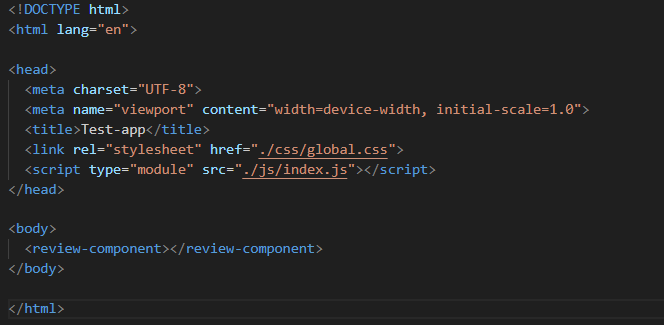 <!DOCTYPE html>
<html lang="en">
<head>
<meta charset="UTF-8">
<meta name="viewport" content="width=device-width, initial-scale=1.0">
<title>Test-app</title>
<link rel="stylesheet" href="./css/global.css">
<script type="module" src="./js/index.js"></script>
</head>
<body>
<review-component></review-component>
</body>
</html>